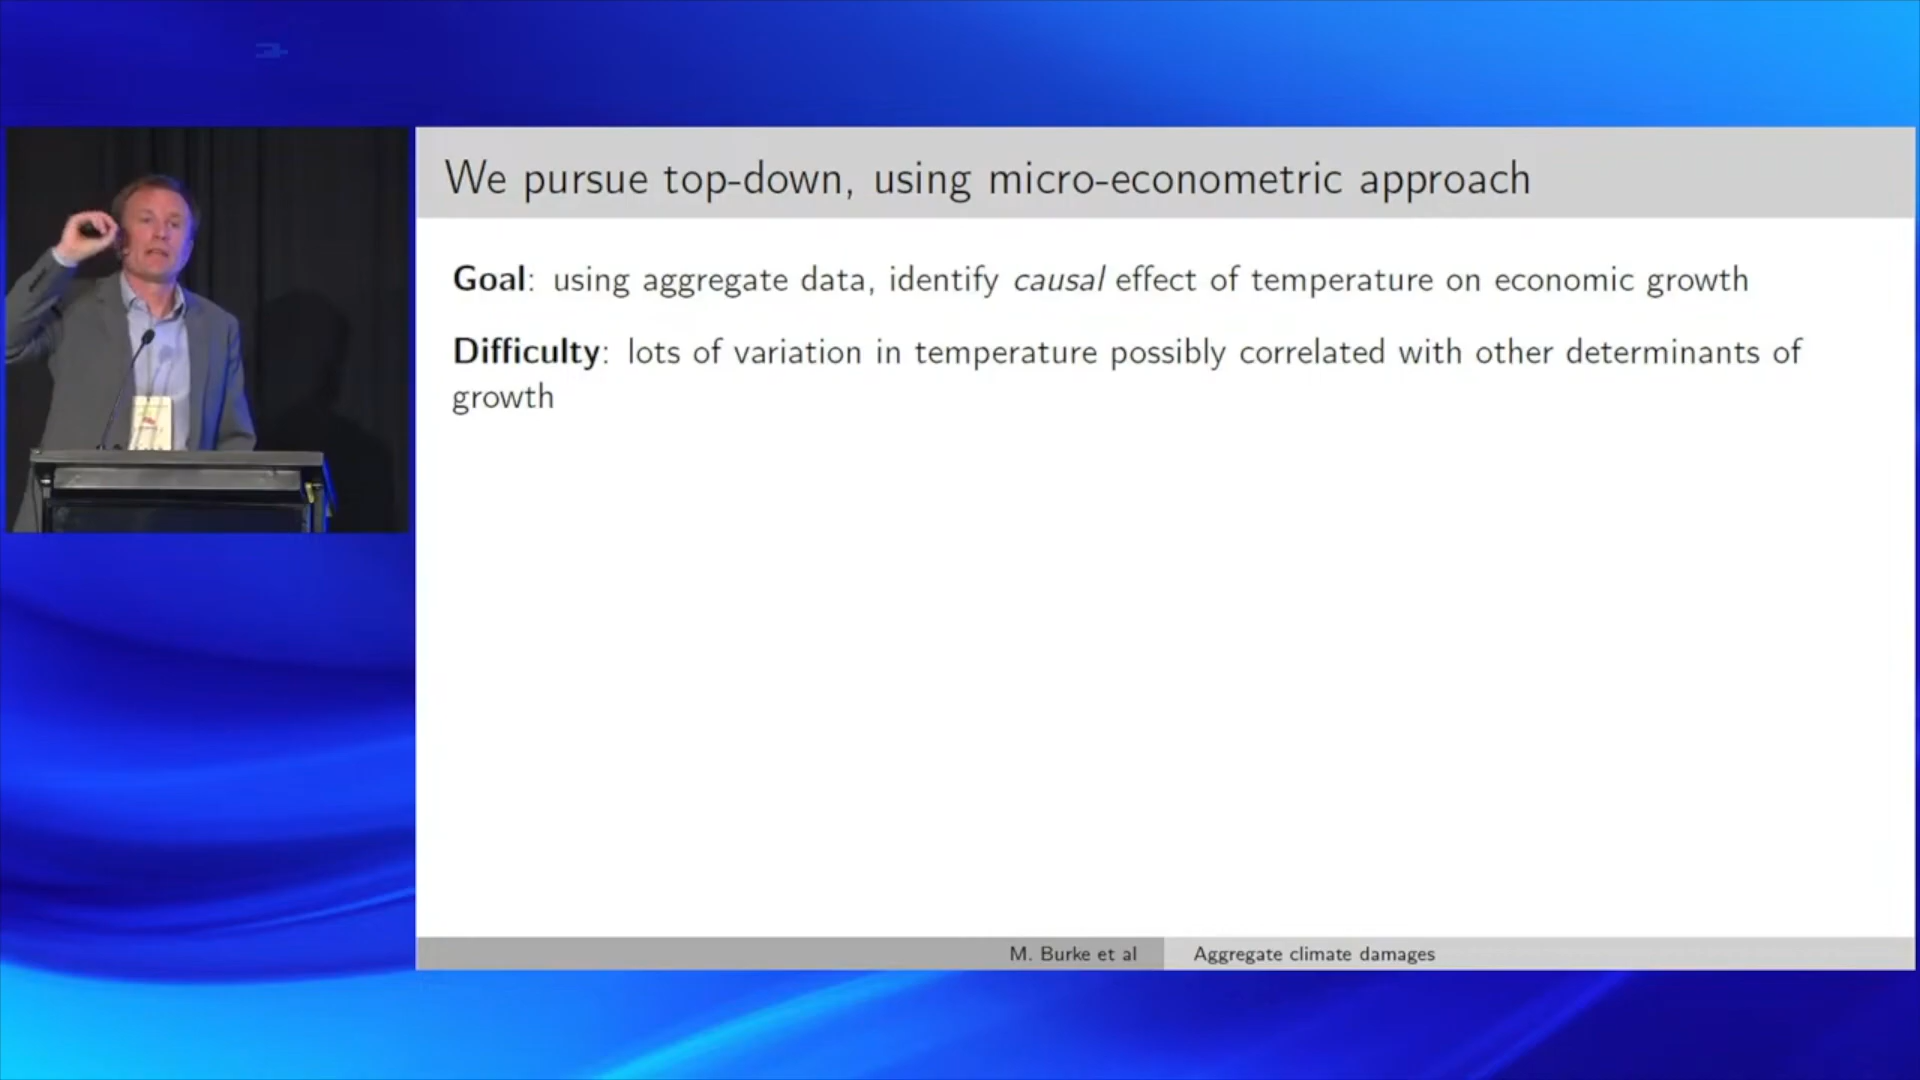 We pursue top-down, using micro-econometric approach
Goal: using aggregate data, identify causal effect of temperature on economic growth
Difficulty: lots of variation in temperature possibly correlated with other determinants of
growth
M. Burke et al
Aggregate climate damages